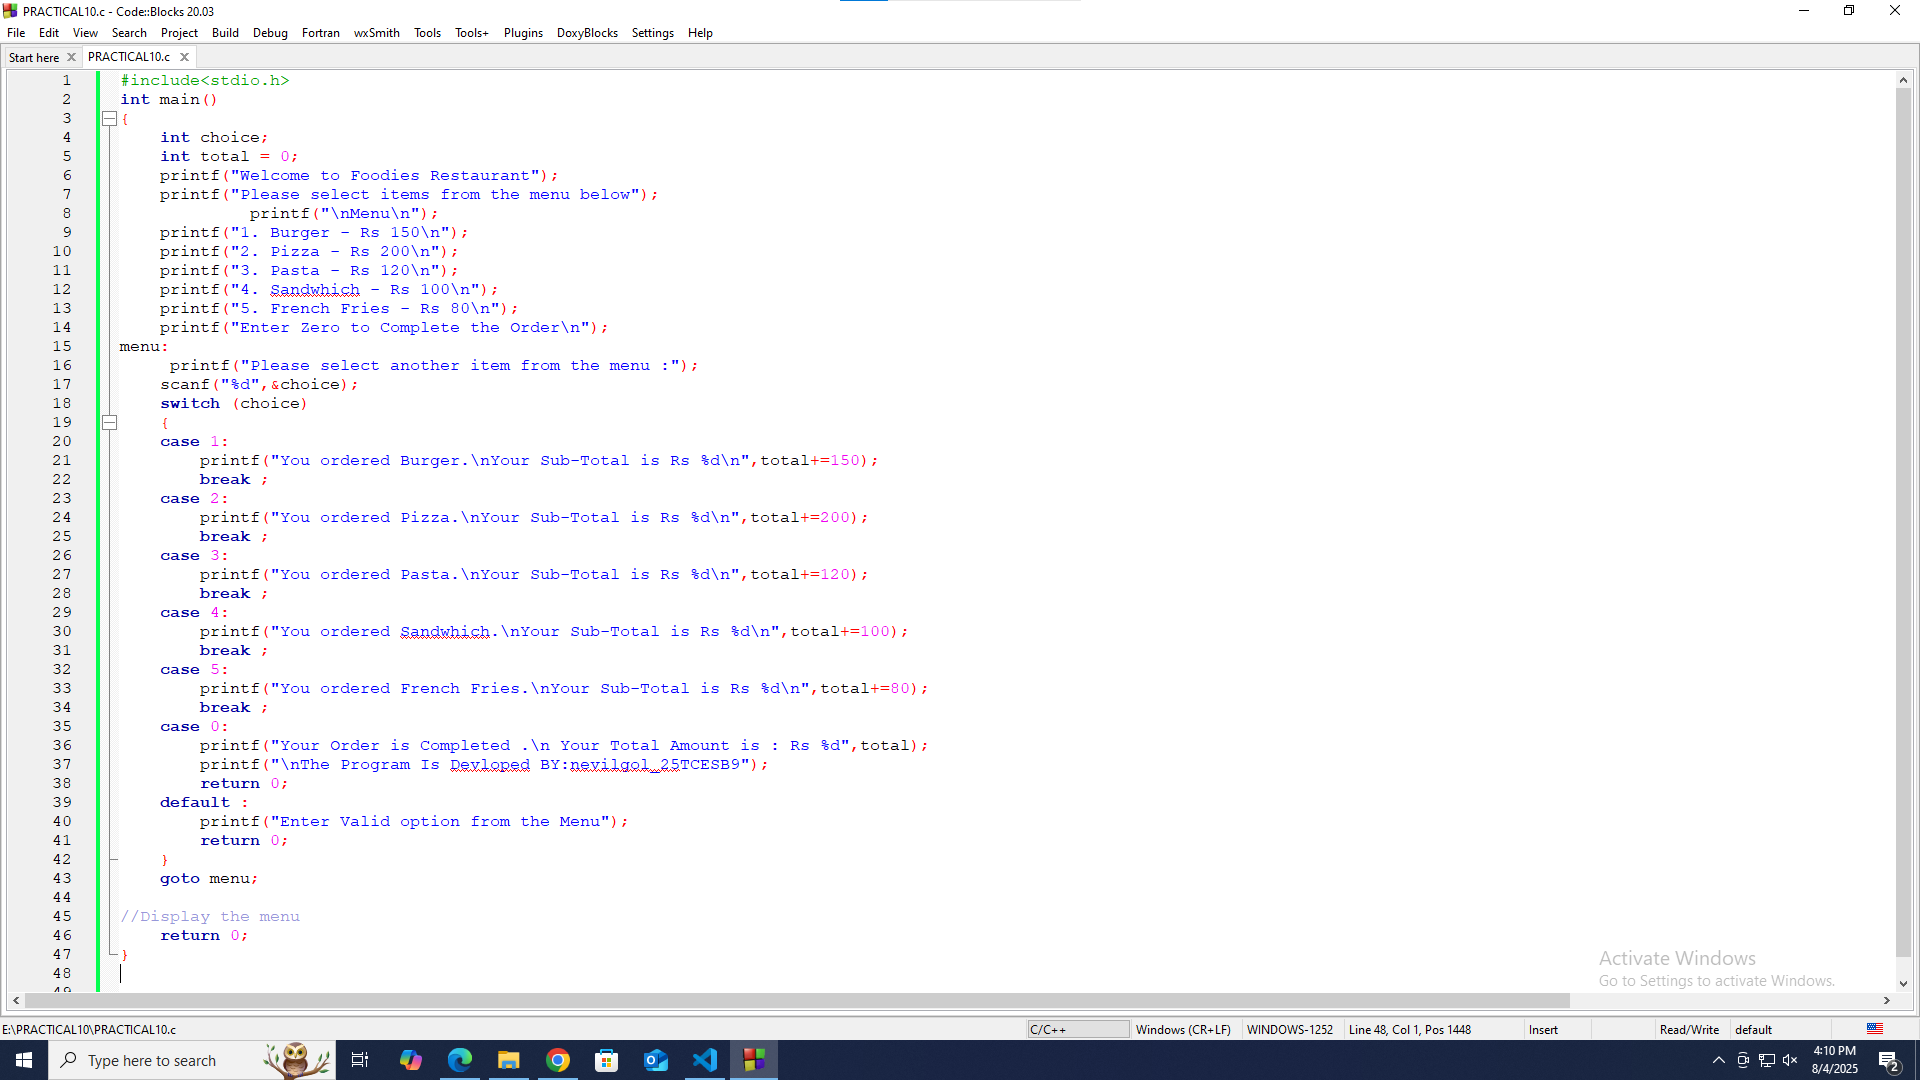 PRACTICAL10.c - Code::Blocks 20.03
File Edit View Search Project Build Debug Fortran wxSmith Tools Tools+ Plugins DoxyBlocks Settings Help
Start here PRACTICAL10.c
1 #include<stdio.h>
2 int main()
3 {
4 int choice;
5 int total = 0;
6 printf("Welcome to Foodies Restaurant");
7 printf("Please select items from the menu below");
8 printf("\nMenu\n");
9 printf("1. Burger - Rs 150\n");
10 printf("2. Pizza - Rs 200\n");
11 printf("3. Pasta - Rs 120\n");
12 printf("4. Sandwhich - Rs 100\n");
13 printf("5. French Fries - Rs 80\n");
14 printf("Enter Zero to Complete the Order\n");
15 menu:
16 printf("Please select another item from the menu :");
17 scanf("%d",&choice);
18 switch (choice)
19 {
20 case 1:
21 printf("You ordered Burger.\nYour Sub-Total is Rs %d\n",total+=150);
22 break ;
23 case 2:
24 printf("You ordered Pizza.\nYour Sub-Total is Rs %d\n",total+=200);
25 break ;
26 case 3:
27 printf("You ordered Pasta.\nYour Sub-Total is Rs %d\n",total+=120);
28 break ;
29 case 4:
30 printf("You ordered Sandwhich.\nYour Sub-Total is Rs %d\n",total+=100);
31 break ;
32 case 5:
33 printf("You ordered French Fries.\nYour Sub-Total is Rs %d\n",total+=80);
34 break ;
35 case 0:
36 printf("Your Order is Completed .\n Your Total Amount is : Rs %d",total);
37 printf("\nThe Program Is Devloped BY:nevilgol_25TCESB9");
38 return 0;
39 default :
40 printf("Enter Valid option from the Menu");
41 return 0;
42 }
43 goto menu;
44
45 //Display the menu
46 return 0;
47 }
48
49
Activate Windows
Go to Settings to activate Windows.
E:\PRACTICAL10\PRACTICAL10.c C/C++ Windows (CR+LF) WINDOWS-1252 Line 48, Col 1, Pos 1448 Insert Read/Write default
Type here to search
4:10 PM
8/4/2025
2